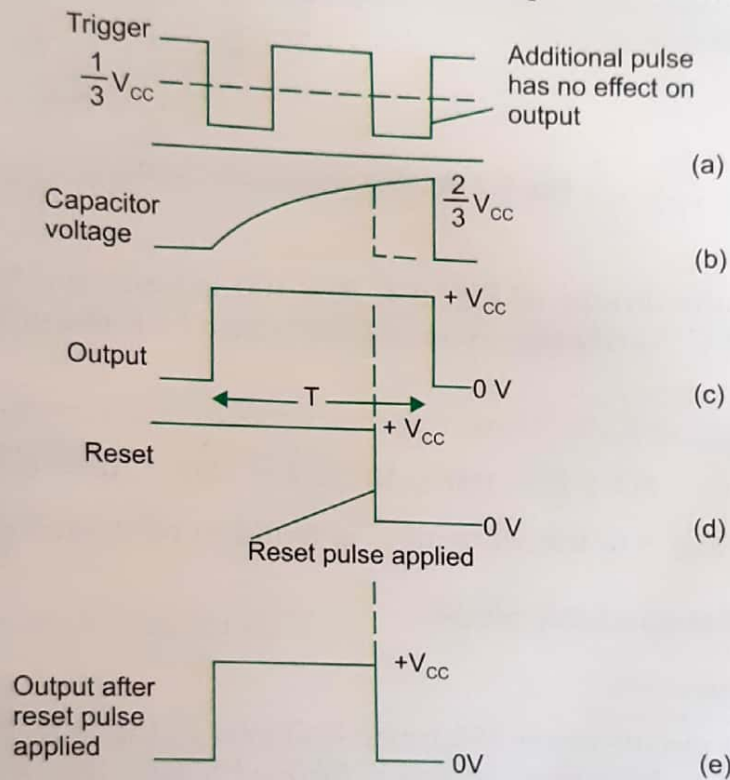 Trigger
1/3 VCC
Additional pulse
has no effect on
output
(a)
Capacitor
voltage
2/3 VCC
(b)
+ VCC
Output
0 V
(c)
T
+ VCC
Reset
0 V
(d)
Reset pulse applied
+VCC
Output after
reset pulse
applied
0V
(e)